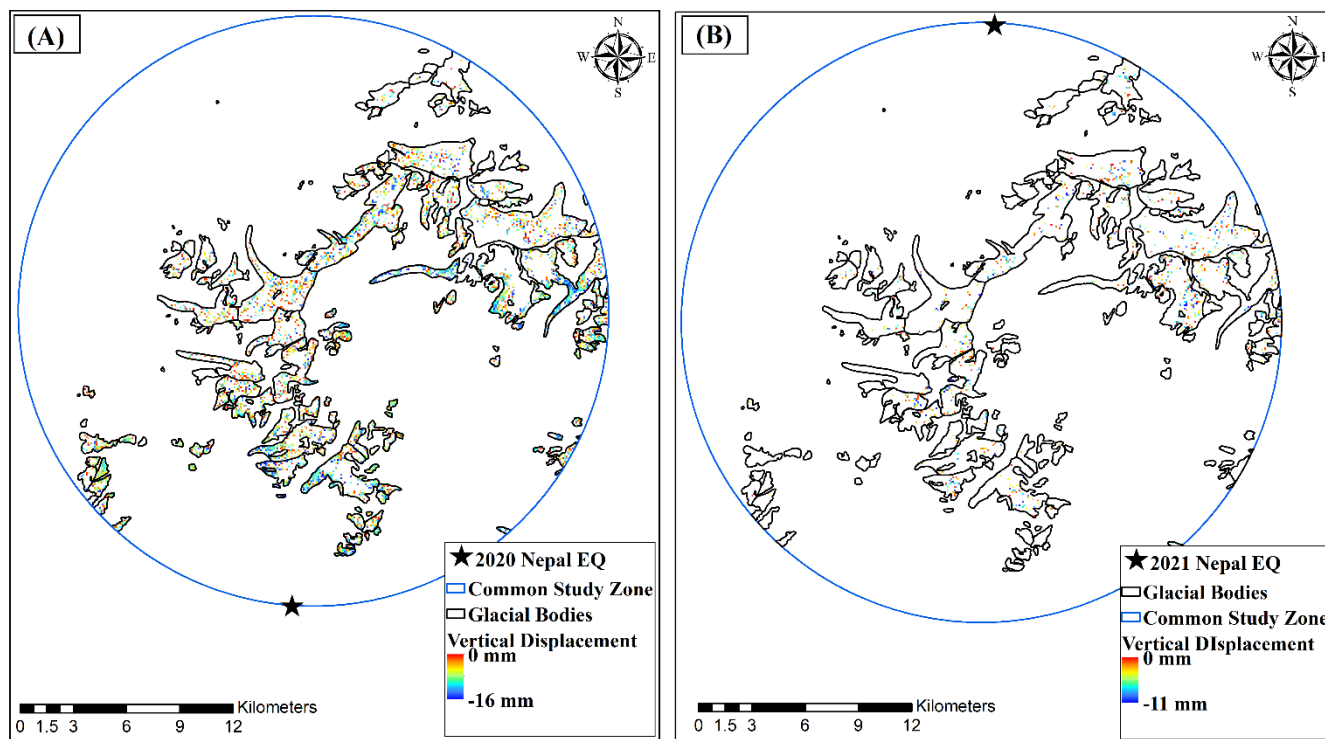 (A)
N
W E
S
2020 Nepal EQ
Common Study Zone
Glacial Bodies
Vertical Displacement
0 mm
-16 mm
Kilometers
0 1.5 3 6 9 12
(B)
N
W E
S
2021 Nepal EQ
Glacial Bodies
Common Study Zone
Vertical DIsplacement
0 mm
-11 mm
Kilometers
0 1.5 3 6 9 12